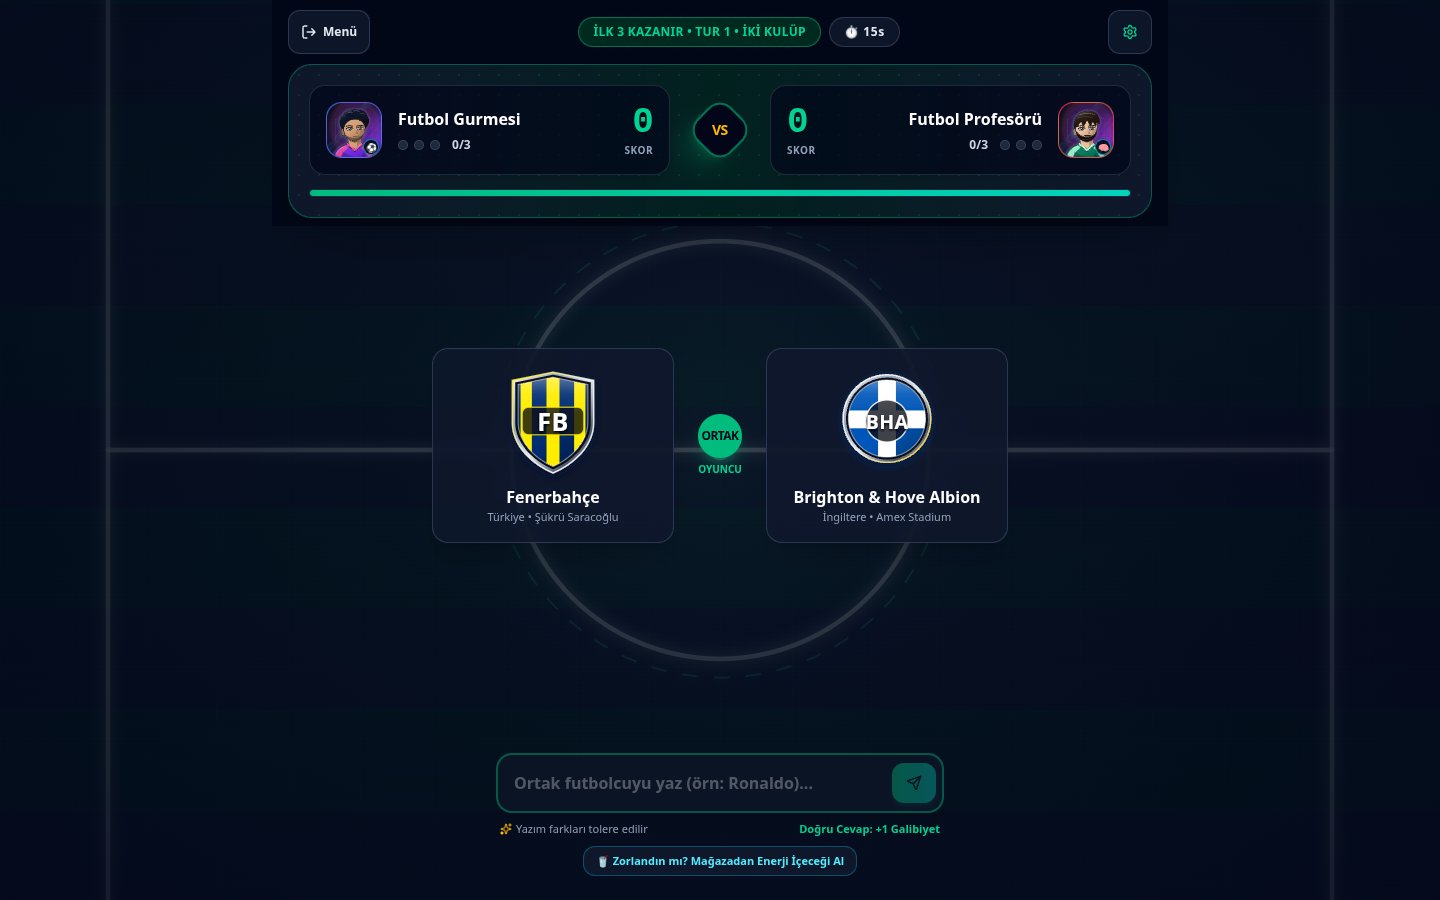 Menü
İLK 3 KAZANIR • TUR 1 • İKİ KULÜP
15s
Futbol Gurmesi
0/3
0
SKOR
VS
0
SKOR
Futbol Profesörü
0/3
FB
Fenerbahçe
Türkiye • Şükrü Saracoğlu
ORTAK
OYUNCU
BHA
Brighton & Hove Albion
İngiltere • Amex Stadium
Ortak futbolcuyu yaz (örn: Ronaldo)...
Yazım farkları tolere edilir
Doğru Cevap: +1 Galibiyet
Zorlandın mı? Mağazadan Enerji İçeceği Al